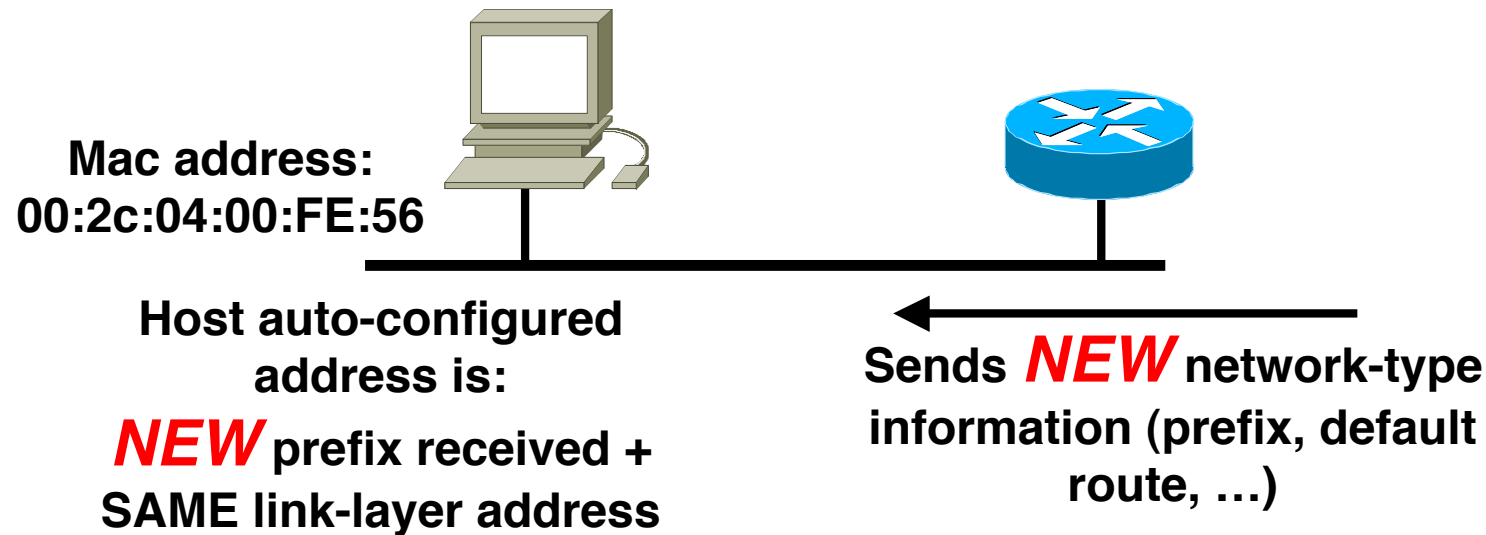 Mac address:
00:2c:04:00:FE:56
Host auto-configured
address is:
NEW prefix received +
SAME link-layer address
Sends NEW network-type
information (prefix, default
route, …)